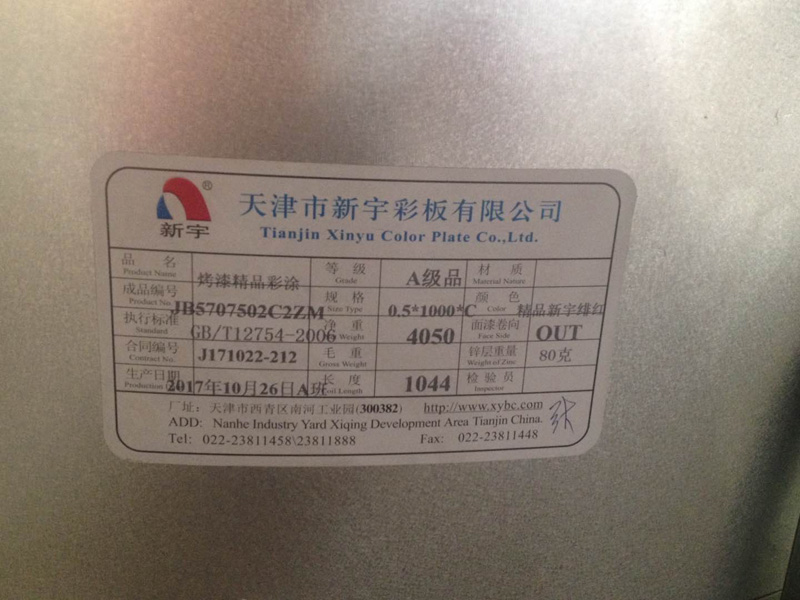 新宇 ®
天津市新宇彩板有限公司
Tianjin Xinyu Color Plate Co.,Ltd.
品 名 Product Name 烤漆精品彩涂 等 级 Grade A级品 材 质 Material Nature
成品编号 Product No. JB5707502C2ZM 规 格 Size Type 0.5*1000*C 颜 色 Color 精品新宇绯红
执行标准 Standard GB/T12754-2006 净 重 Weight 4050 面漆卷向 Face Side OUT
合同编号 Contract No. J171022-212 毛 重 Gross Weight 锌层重量 Weight of Zinc 80克
生产日期 Production 2017年10月26日A班 长 度 Coil Length 1044 检验员 Inspector
厂址：天津市西青区南河工业园(300382) http://www.xybc.com
ADD: Nanhe Industry Yard Xiqing Development Area Tianjin China.
Tel: 022-23811458\23811888 Fax: 022-23811448